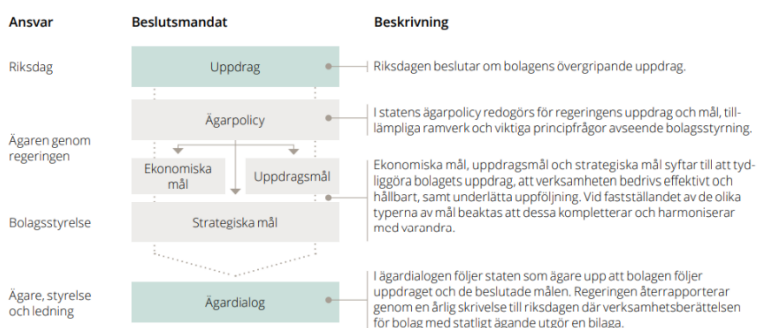 Ansvar Beslutsmandat Beskrivning
Riksdag
Uppdrag
Riksdagen beslutar om bolagens övergripande uppdrag.
Ägaren genom
regeringen
Ägarpolicy
I statens ägarpolicy redogörs för regeringens uppdrag och mål, till-
lämpliga ramverk och viktiga principfrågor avseende bolagsstyrning.
Ekonomiska
mål
Uppdragsmål
Ekonomiska mål, uppdragsmål och strategiska mål syftar till att tyd-
liggöra bolagets uppdrag, att verksamheten bedrivs effektivt och
hållbart, samt underlätta uppföljning. Vid fastställandet av de olika
typerna av mål beaktas att dessa kompletterar och harmoniserar
med varandra.
Bolagsstyrelse
Strategiska mål
Ägare, styrelse
och ledning
Ägardialog
I ägardialogen följer staten som ägare upp att bolagen följer
uppdraget och de beslutade målen. Regeringen återrapporterar
genom en årlig skrivelse till riksdagen där verksamhetsberättelsen
för bolag med statligt ägande utgör en bilaga.